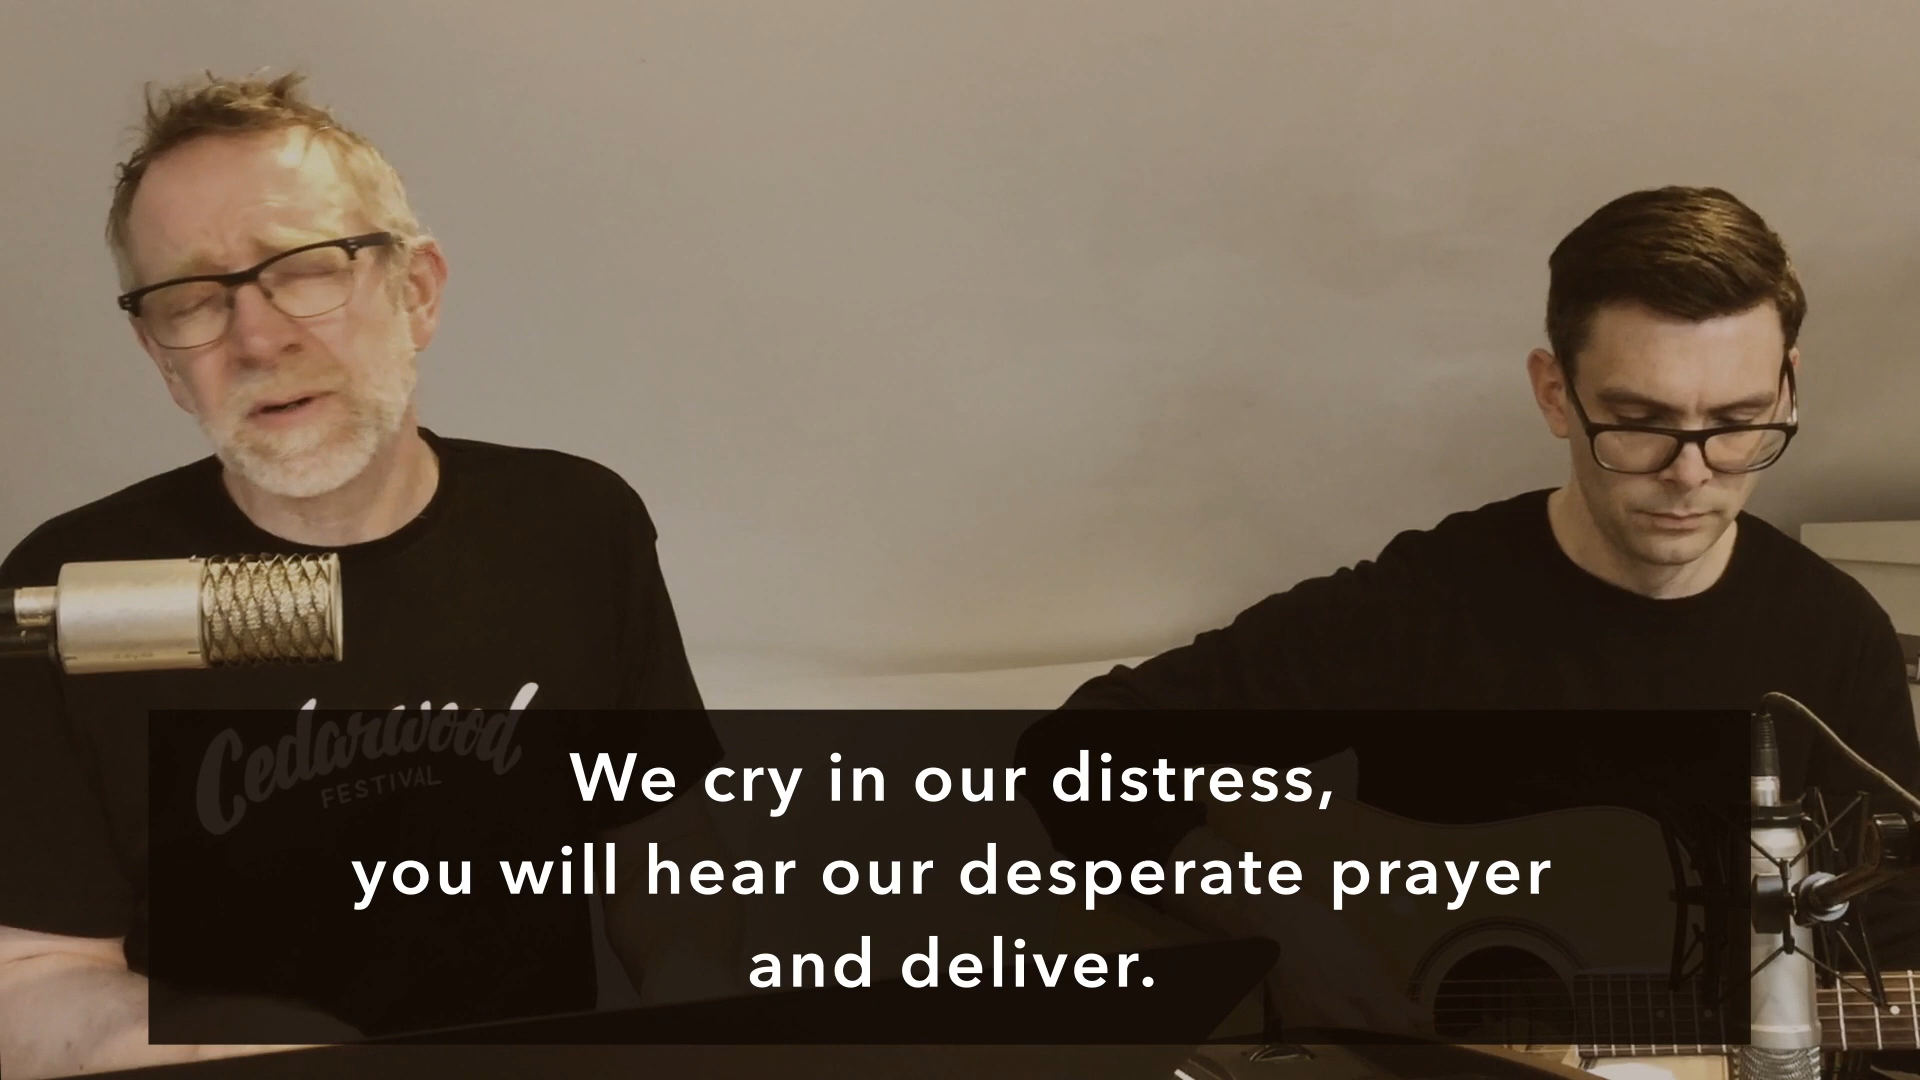 Cedarwood
FESTIVAL
We cry in our distress,
you will hear our desperate prayer
and deliver.